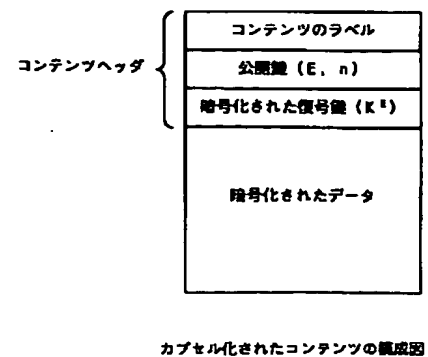 コンテンツのラベル
コンテンツヘッダ
公開鍵 (E, n)
暗号化された復号鍵 (K^E)
暗号化されたデータ
カプセル化されたコンテンツの構成図